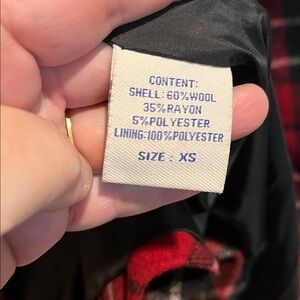 CONTENT:
SHELL: 60%WOOL
35%RAYON
5%POLYESTER
LINING:100%POLYESTER
SIZE : XS